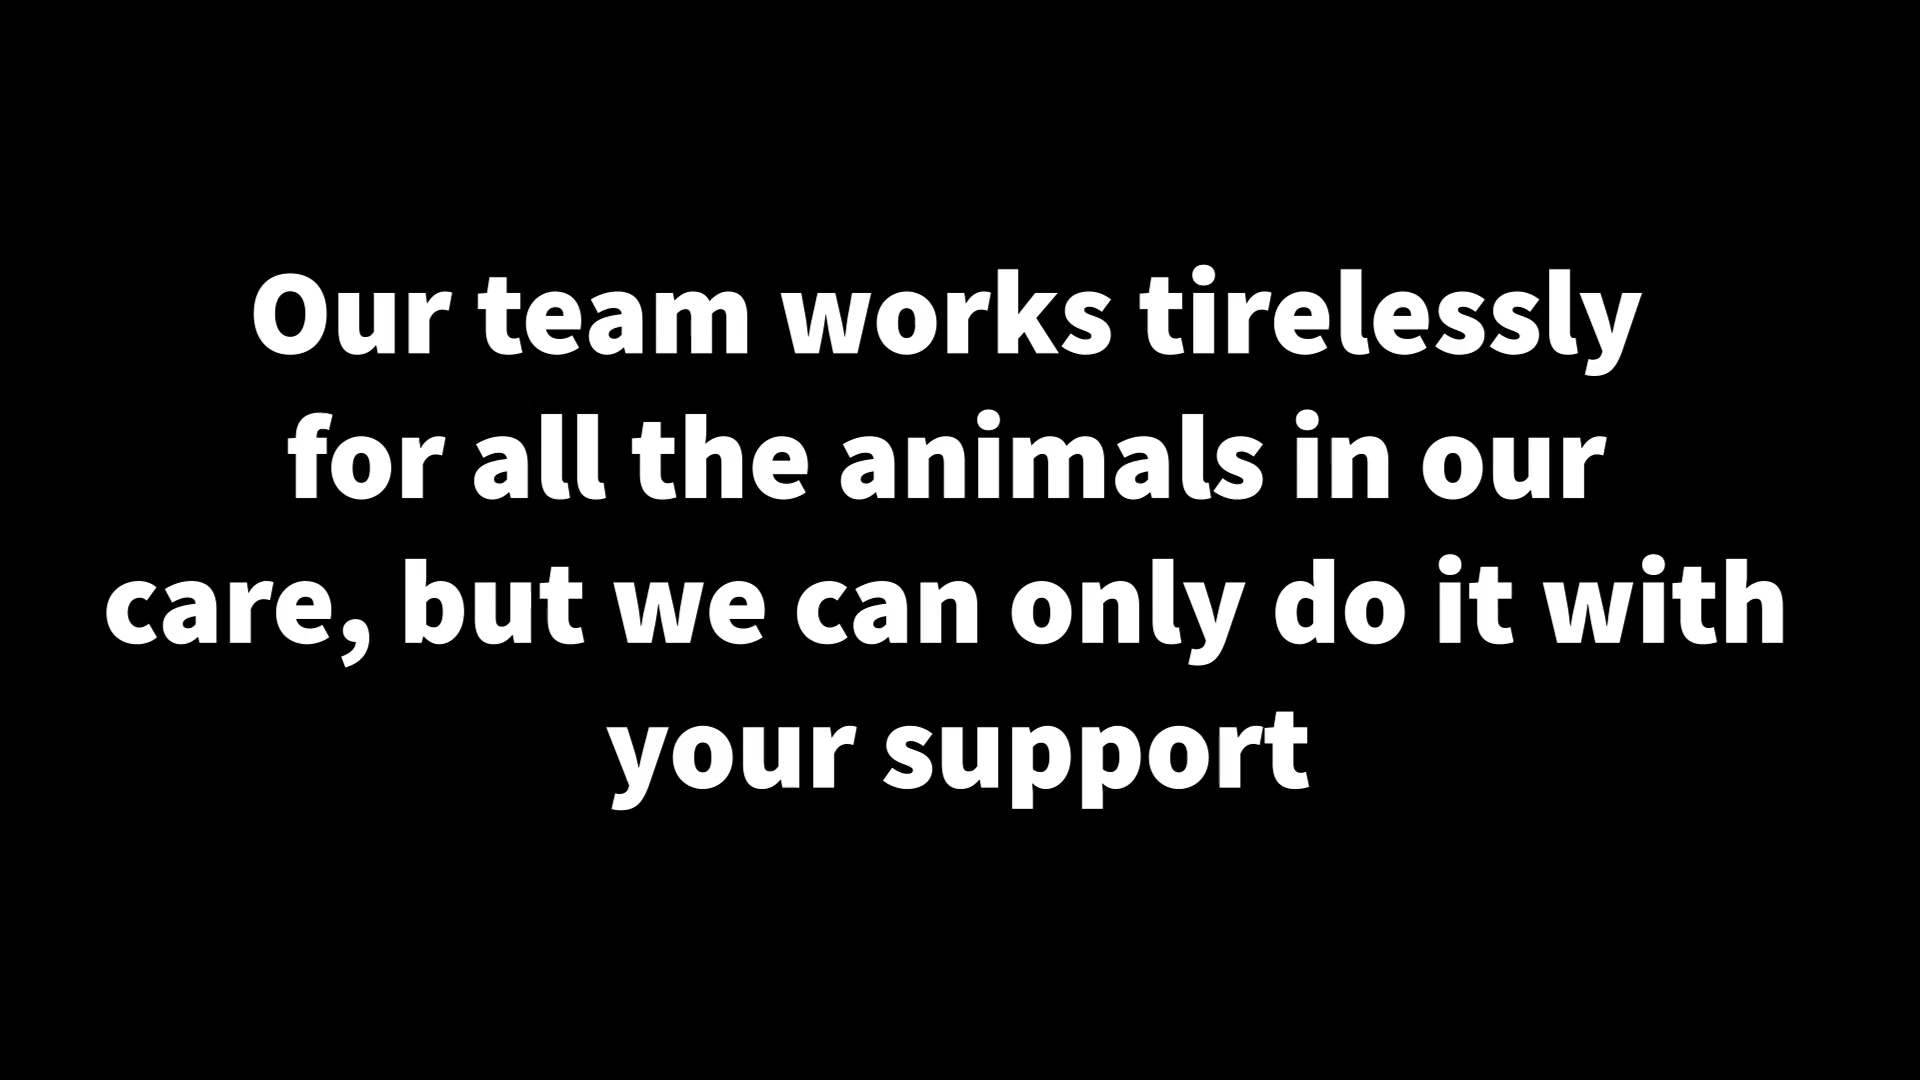 Our team works tirelessly
for all the animals in our
care, but we can only do it with
your support